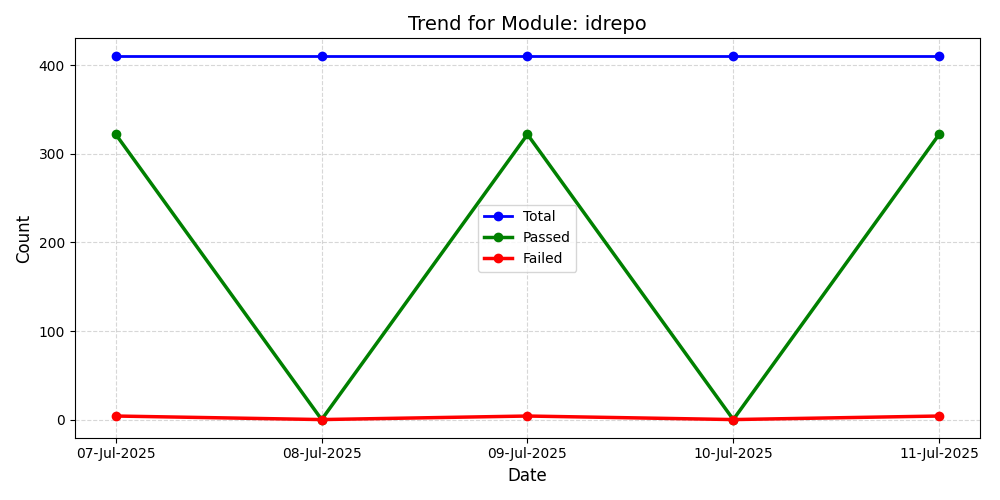 Trend for Module: idrepo
400
300
200
100
0
Count
Total
Passed
Failed
07-Jul-2025
08-Jul-2025
09-Jul-2025
10-Jul-2025
11-Jul-2025
Date